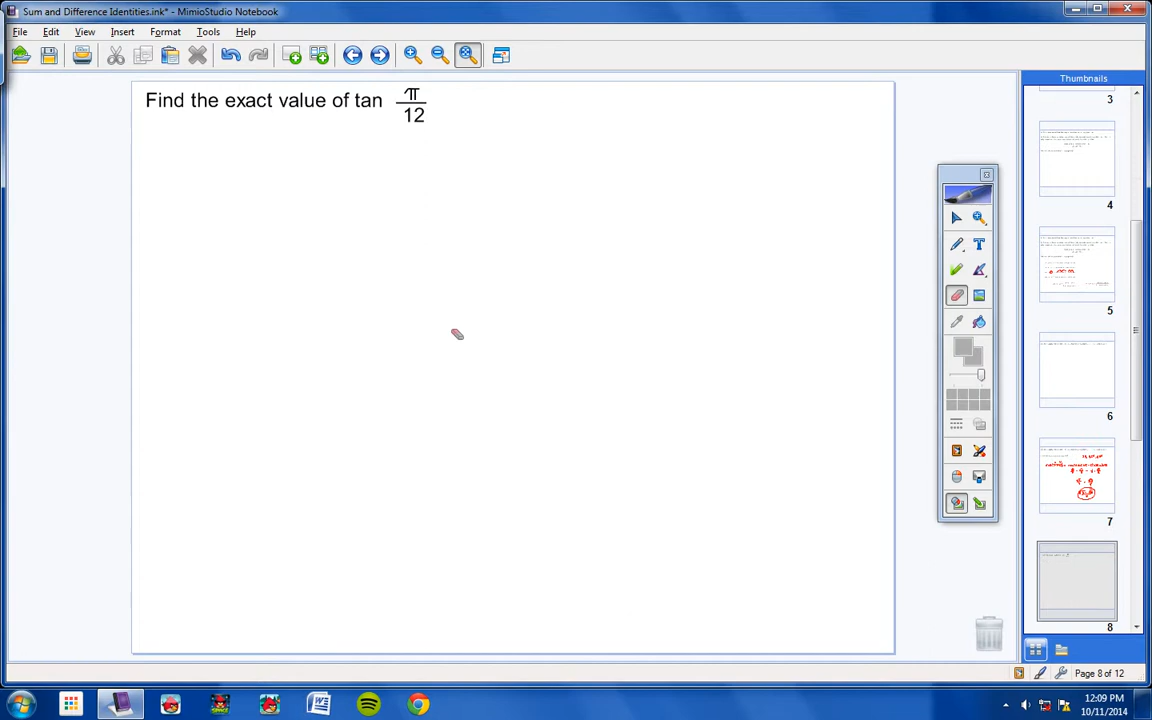 Sum and Difference Identities.ink* - MimioStudio Notebook
File Edit View Insert Format Tools Help
Thumbnails
Find the exact value of tan π/12
3
4
5
6
7
8
Page 8 of 12
12:09 PM
10/11/2014